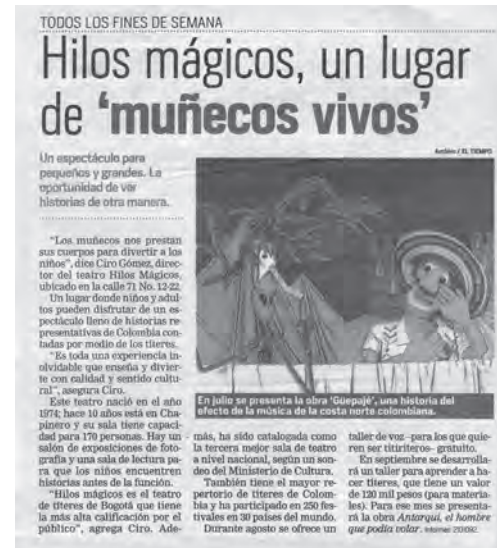 TODOS LOS FINES DE SEMANA
Hilos mágicos, un lugar
de ‘muñecos vivos’
Un espectáculo para
pequeños y grandes. La
oportunidad de ver
historias de otra manera.
Archivo / EL TIEMPO
“Los muñecos nos prestan
sus cuerpos para divertir a los
niños”, dice Ciro Gómez, direc-
tor del teatro Hilos Mágicos,
ubicado en la calle 71 No. 12-22.
Un lugar donde niños y adul-
tos pueden disfrutar de un es-
pectáculo lleno de historias re-
presentativas de Colombia con-
tadas por medio de los títeres.
“Es toda una experiencia in-
olvidable que enseña y divier-
te con calidad y sentido cultu-
ral”, asegura Ciro.
Este teatro nació en el año
1974; hace 10 años está en Cha-
pinero y su sala tiene capaci-
dad para 170 personas. Hay un
salón de exposiciones de foto-
grafía y una sala de lectura pa-
ra que los niños encuentren
historias antes de la función.
“Hilos mágicos es el teatro
de títeres de Bogotá que tiene
la más alta calificación por el
público”, agrega Ciro. Ade-
En julio se presenta la obra ‘Güepajé’, una historia del
efecto de la música de la costa norte colombiana.
más, ha sido catalogada como
la tercera mejor sala de teatro
a nivel nacional, según un son-
deo del Ministerio de Cultura.
También tiene el mayor re-
pertorio de títeres de Colom-
bia y ha participado en 250 fes-
tivales en 30 países del mundo.
Durante agosto se ofrece un
taller de voz -para los que quie-
ren ser titiriteros- gratuito.
En septiembre se desarrolla-
rá un taller para aprender a ha-
cer títeres, que tiene un valor
de 120 mil pesos (para materia-
les). Para ese mes se presenta-
rá la obra Antarqui, el hombre
que podía volar. Informes: 2101092.